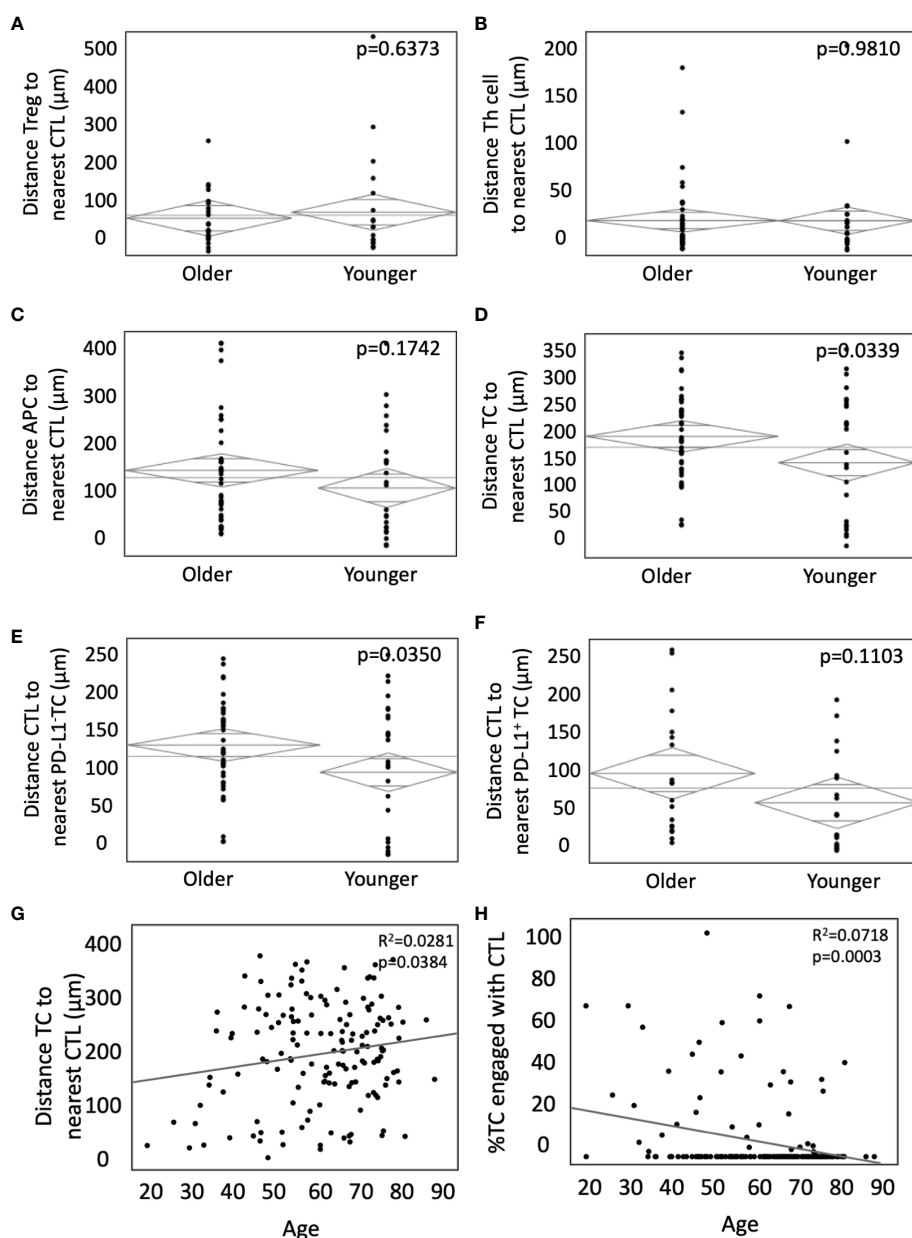 A
Distance Treg to
nearest CTL (μm)
500
400
300
200
100
0
p=0.6373
Older
Younger
B
Distance Th cell
to nearest CTL (μm)
200
150
100
50
0
p=0.9810
Older
Younger
C
Distance APC to
nearest CTL (μm)
400
300
200
100
0
p=0.1742
Older
Younger
D
Distance TC to
nearest CTL (μm)
350
300
250
200
150
100
50
0
p=0.0339
Older
Younger
E
Distance CTL to
nearest PD-L1⁻TC (μm)
250
200
150
100
50
0
p=0.0350
Older
Younger
F
Distance CTL to
nearest PD-L1⁺ TC (μm)
250
200
150
100
50
0
p=0.1103
Older
Younger
G
Distance TC to
nearest CTL (μm)
400
300
200
100
0
R²=0.0281
p=0.0384
20 30 40 50 60 70 80 90
Age
H
%TC engaged with CTL
100
80
60
40
20
0
R²=0.0718
p=0.0003
20 30 40 50 60 70 80 90
Age